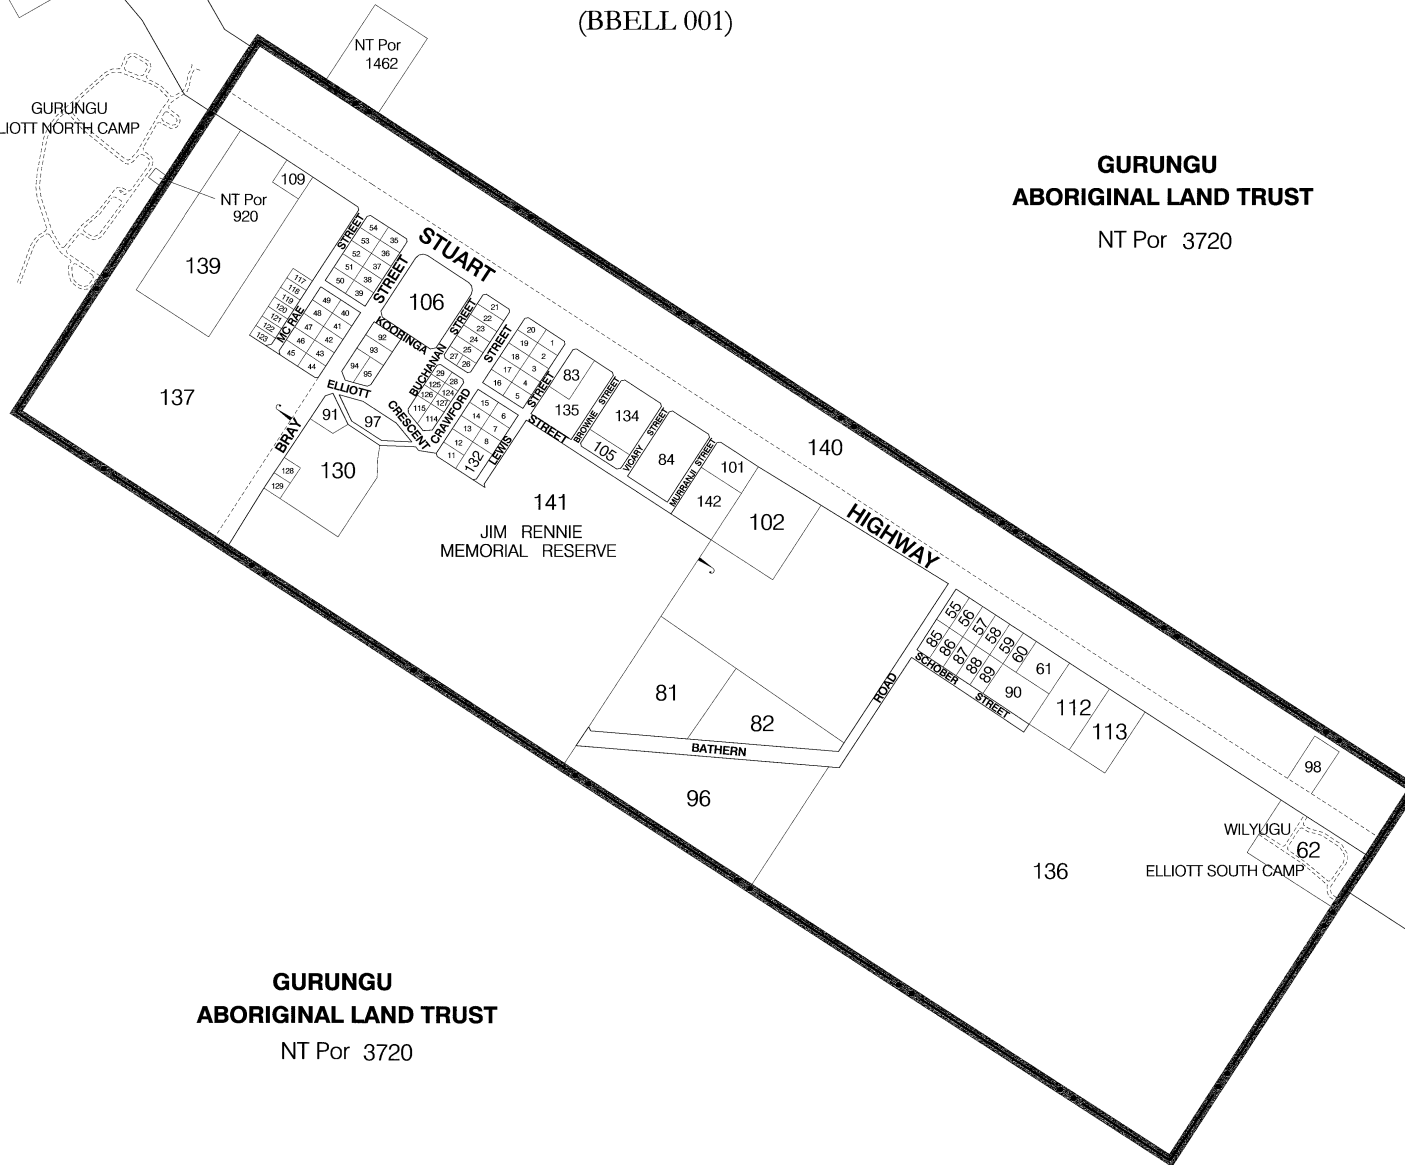 (BBELL 001)
NT Por
1462
GURUNGU
LIOTT NORTH CAMP
GURUNGU
ABORIGINAL LAND TRUST
NT Por 3720
109
NT Por
920
139
137
STREET
MC RAE
54
35
53
36
52
37
51
38
50
39
117
118
119
120
121
122
123
49
40
48
41
47
42
46
43
45
44
STREET
106
STUART
HIGHWAY
KOORINGA
92
93
94
95
STREET
BUCHANAN
21
22
23
24
25
26
27
29
28
125
124
126
127
115
114
STREET
CRAWFORD
20
1
19
2
18
3
17
4
16
5
15
6
14
7
13
8
12
11
132
STREET
LEWIS
ELLIOTT
CRESCENT
91
97
BRAY
STREET
130
128
129
83
135
BROWNE STREET
134
105
VICARY STREET
84
MURRANJI STREET
101
142
102
140
141
JIM RENNIE
MEMORIAL RESERVE
81
82
BATHERN
ROAD
96
55
56
57
58
59
60
61
85
86
87
88
89
90
SCHOBER
STREET
112
113
98
WILYUGU
62
ELLIOTT SOUTH CAMP
136
GURUNGU
ABORIGINAL LAND TRUST
NT Por 3720